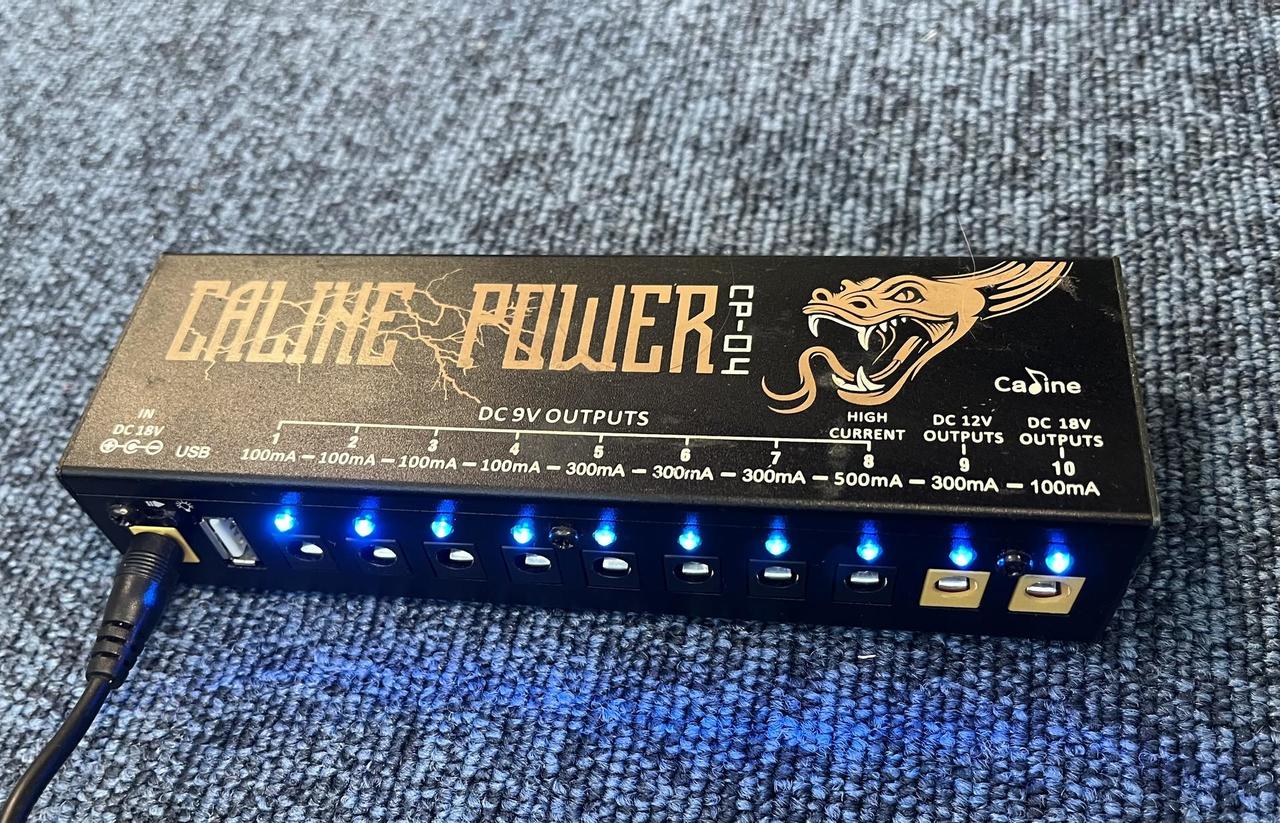 CALINE POWER CP-04
Caline
IN
DC 18V
USB
DC 9V OUTPUTS
HIGH
CURRENT
DC 12V
OUTPUTS
DC 18V
OUTPUTS
1 2 3 4 5 6 7 8 9 10
100mA — 100mA — 100mA — 100mA — 300mA — 300mA — 300mA — 500mA — 300mA — 100mA